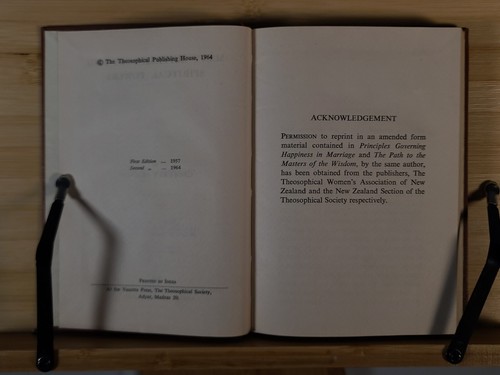 © The Theosophical Publishing House, 1964
First Edition ... 1957
Second „ ... 1964
PRINTED IN INDIA
At the Vasanta Press, The Theosophical Society,
Adyar, Madras 20
ACKNOWLEDGEMENT
PERMISSION to reprint in an amended form
material contained in Principles Governing
Happiness in Marriage and The Path to the
Masters of the Wisdom, by the same author,
has been obtained from the publishers, The
Theosophical Women's Association of New
Zealand and the New Zealand Section of the
Theosophical Society respectively.